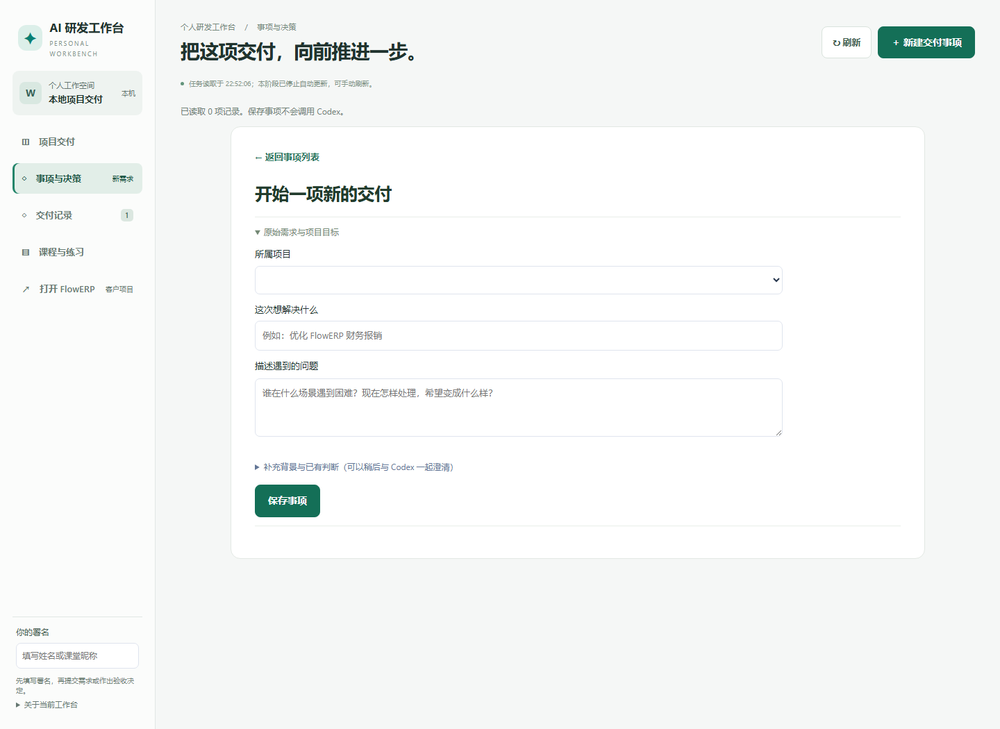 AI 研发工作台
PERSONAL
WORKBENCH
W
个人工作空间
本地项目交付
本机
项目交付
事项与决策
新需求
交付记录
1
课程与练习
打开 FlowERP
客户项目
你的署名
填写姓名或课堂昵称
先填写署名，再提交需求或作出验收决
定。
▶ 关于当前工作台
个人研发工作台 / 事项与决策
把这项交付，向前推进一步。
任务读取于 22:52:06；本阶段已停止自动更新，可手动刷新。
↻ 刷新
+ 新建交付事项
已读取 0 项记录。保存事项不会调用 Codex。
← 返回事项列表
开始一项新的交付
▼ 原始需求与项目目标
所属项目
这次想解决什么
例如：优化 FlowERP 财务报销
描述遇到的问题
谁在什么场景遇到困难？现在怎样处理，希望变成什么样？
▶ 补充背景与已有判断（可以稍后与 Codex 一起澄清）
保存事项